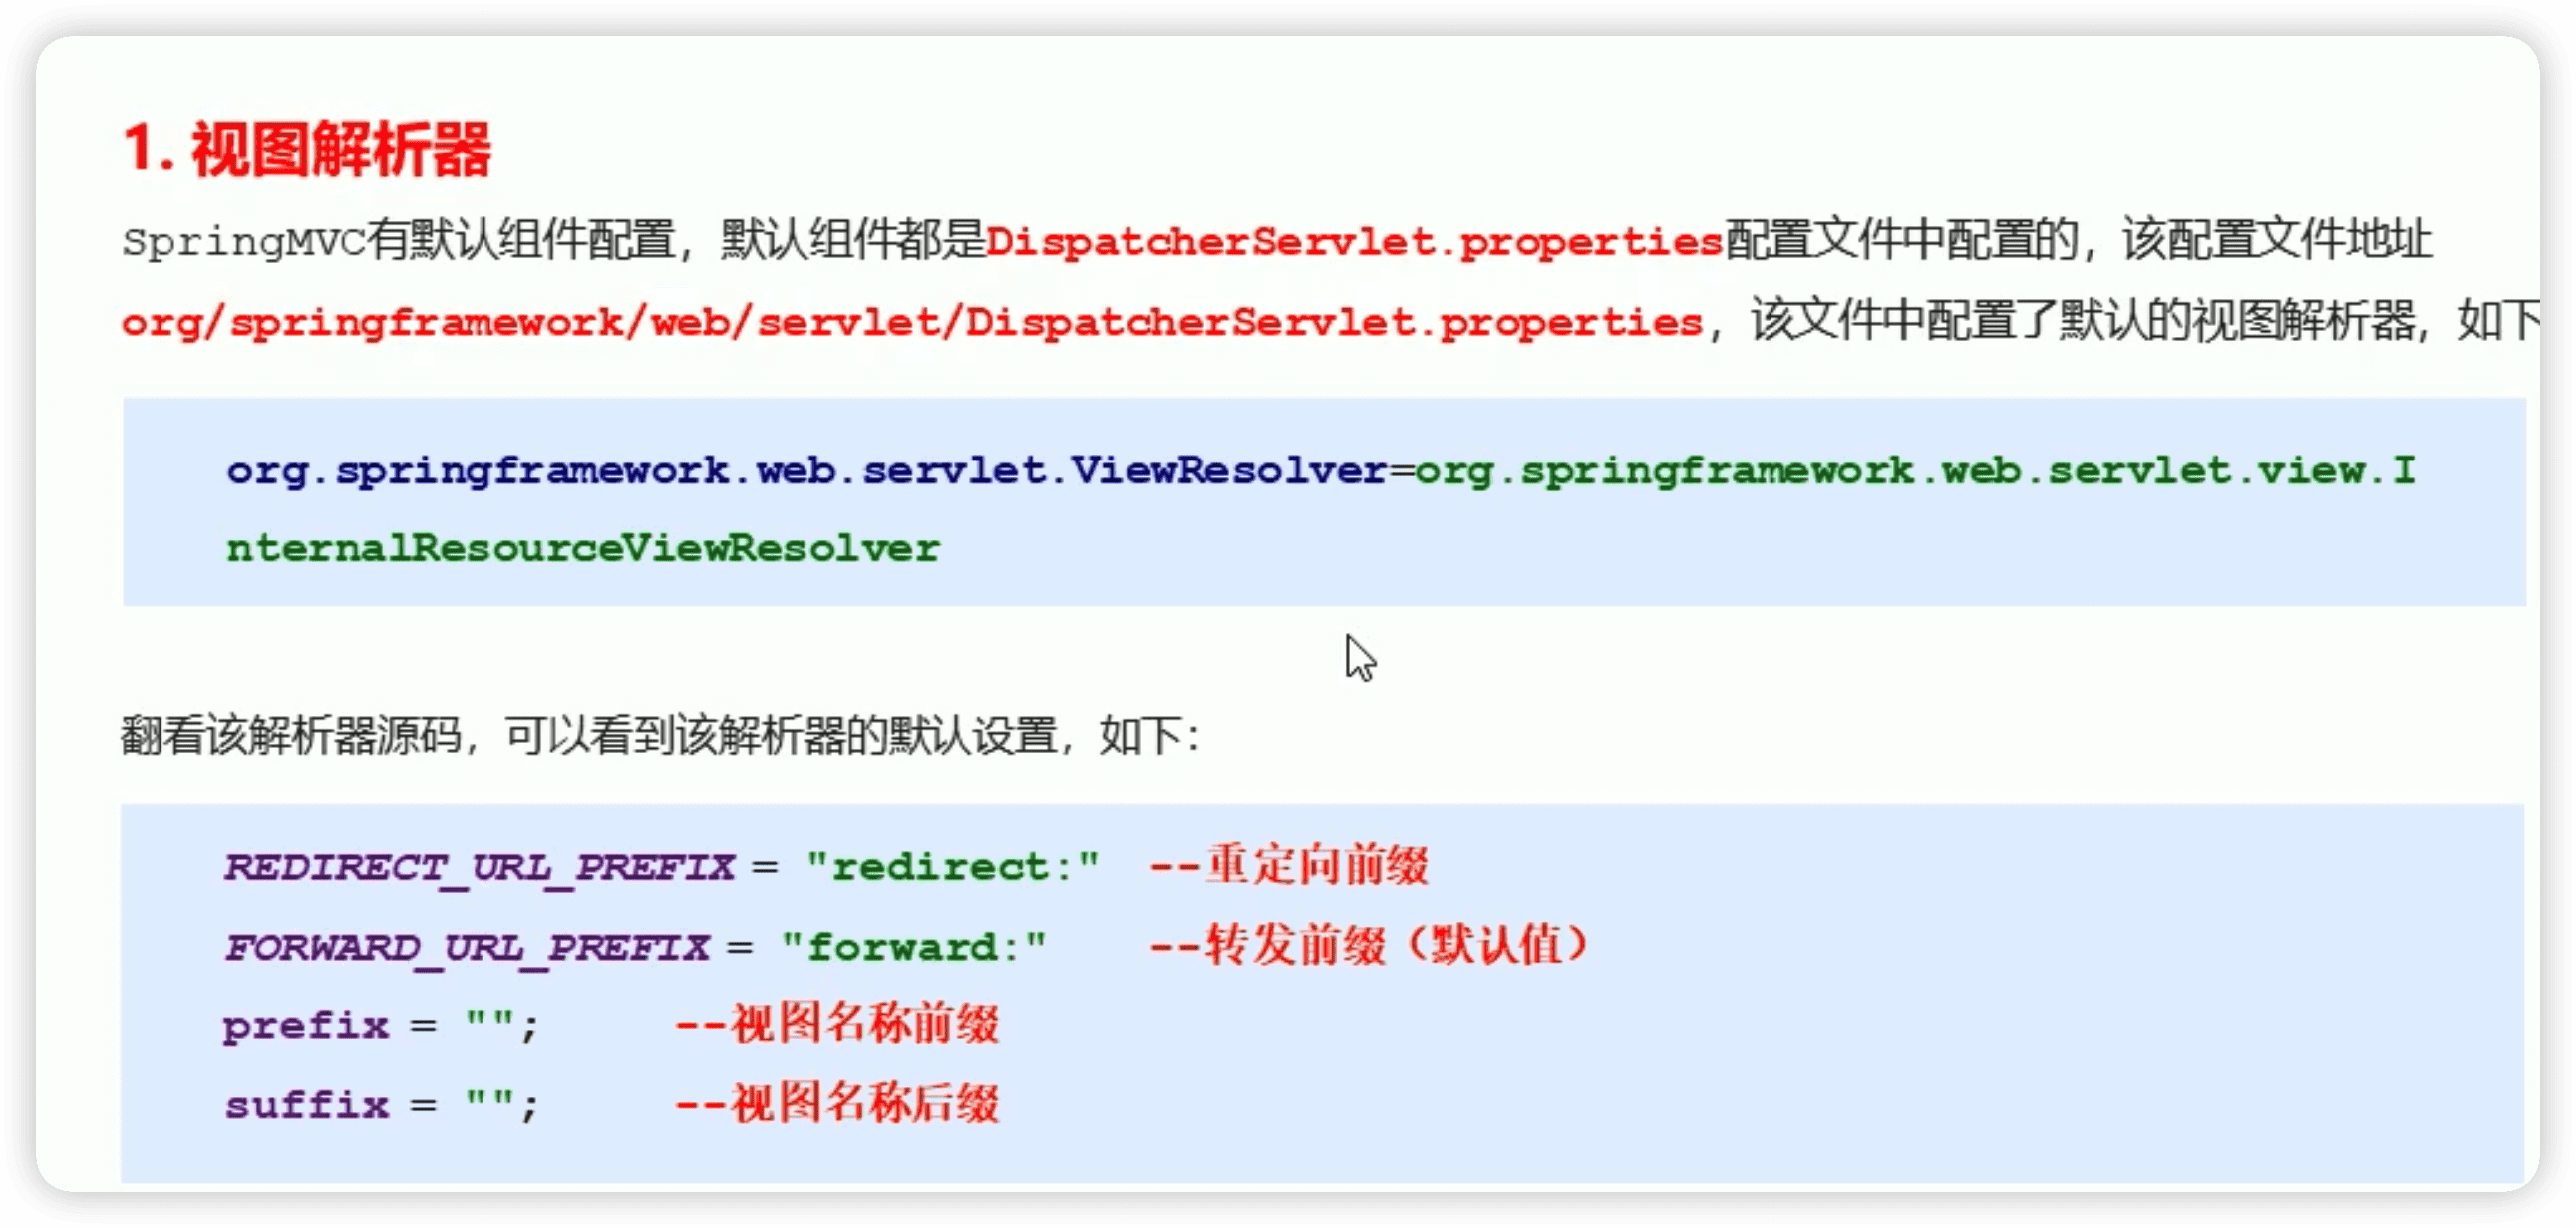 1. 视图解析器
SpringMVC有默认组件配置，默认组件都是DispatcherServlet.properties配置文件中配置的，该配置文件地址
org/springframework/web/servlet/DispatcherServlet.properties，该文件中配置了默认的视图解析器，如下
org.springframework.web.servlet.ViewResolver=org.springframework.web.servlet.view.I
nternalResourceViewResolver
翻看该解析器源码，可以看到该解析器的默认设置，如下：
REDIRECT_URL_PREFIX = "redirect:" --重定向前缀
FORWARD_URL_PREFIX = "forward:" --转发前缀（默认值）
prefix = ""; --视图名称前缀
suffix = ""; --视图名称后缀